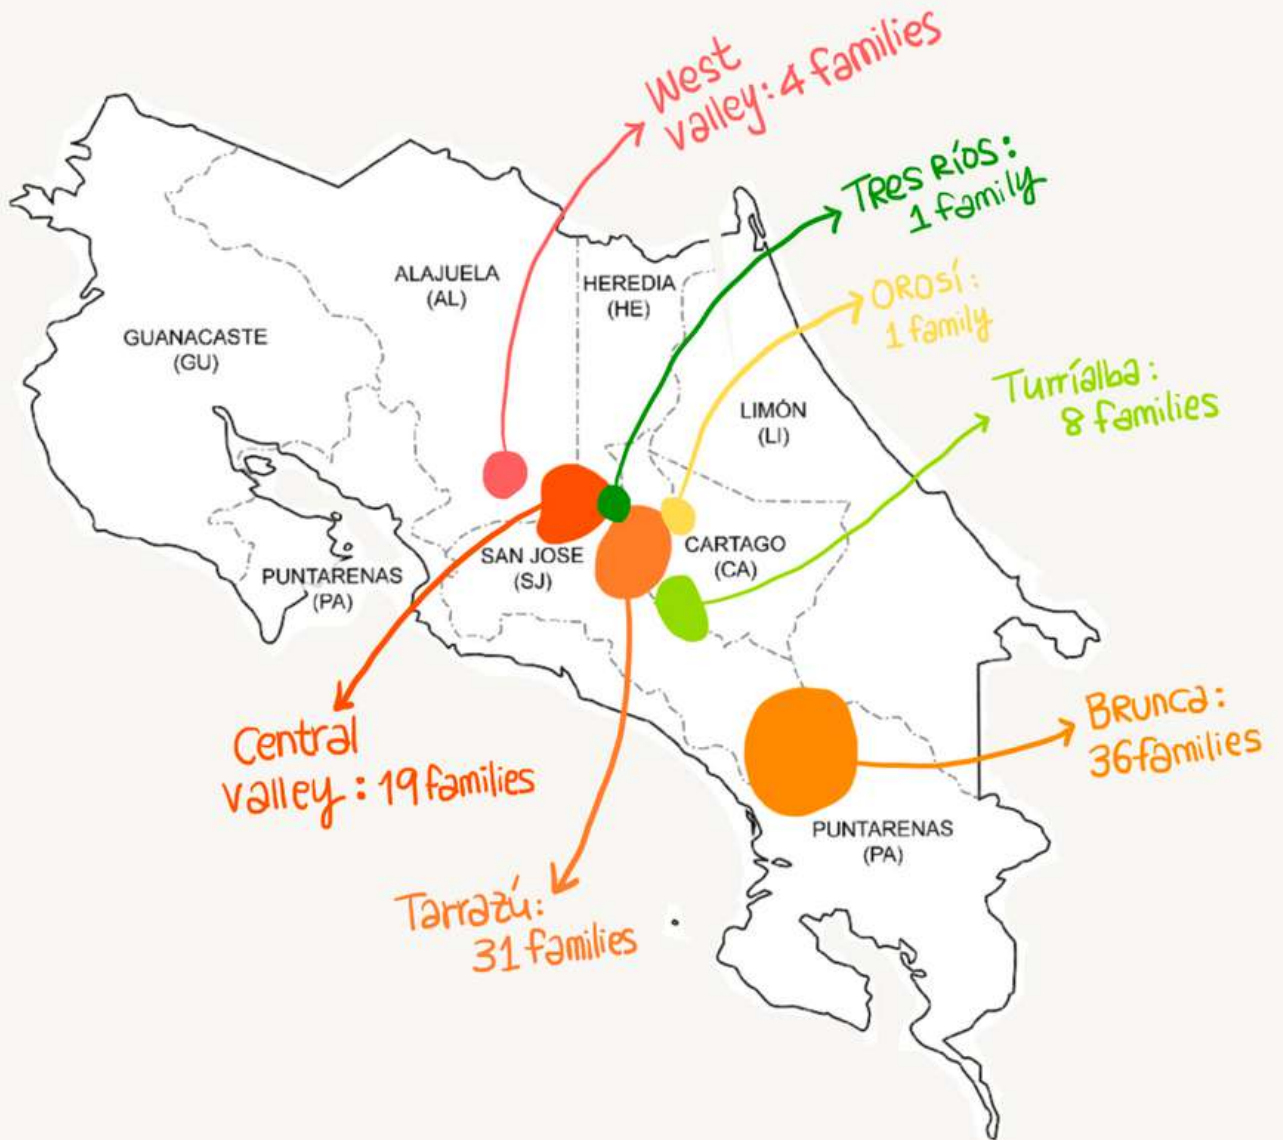 West
valley: 4 families
Tres Ríos:
1 family
Orosí:
1 family
Turríalba:
8 families
ALAJUELA
(AL)
HEREDIA
(HE)
GUANACASTE
(GU)
LIMÓN
(LI)
SAN JOSE
(SJ)
CARTAGO
(CA)
PUNTARENAS
(PA)
Central
valley: 19 families
Brunca:
36 families
PUNTARENAS
(PA)
Tarrazú:
31 families